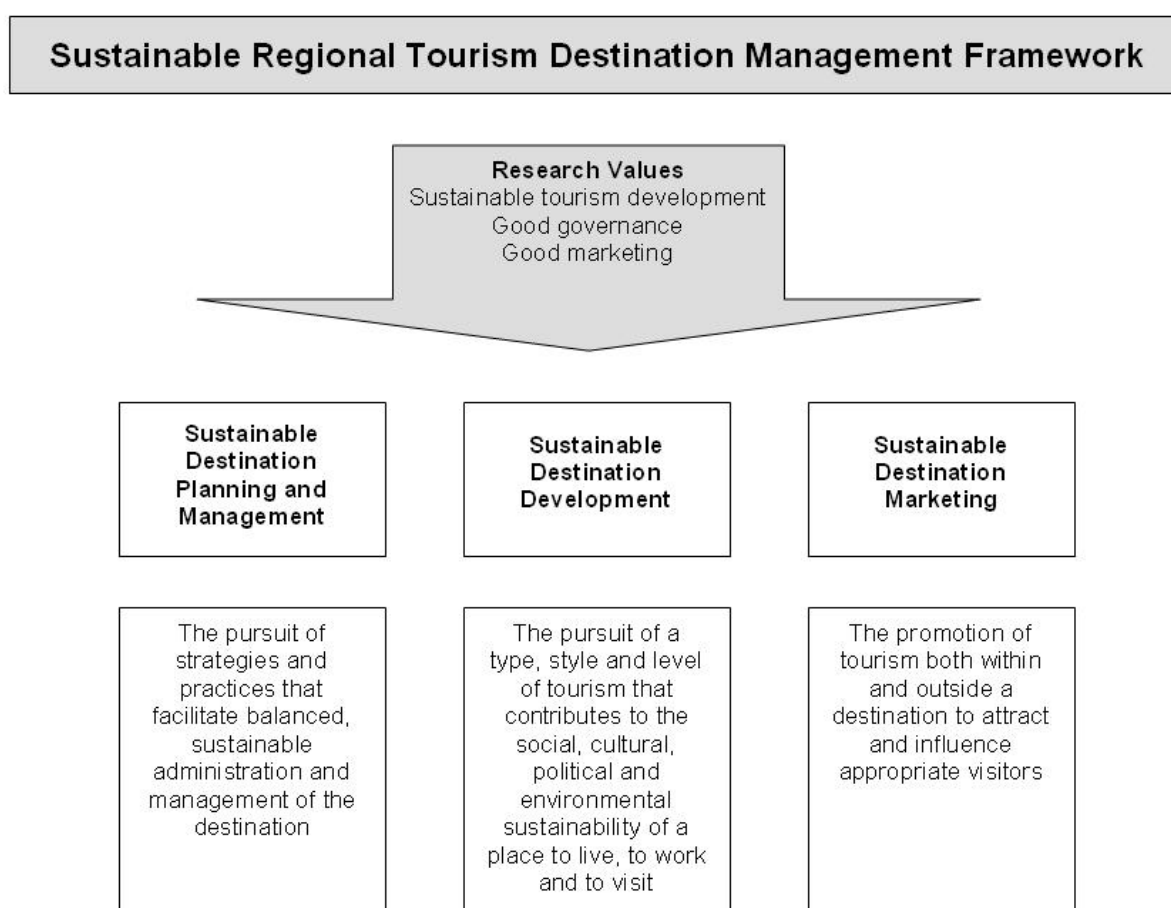 Sustainable Regional Tourism Destination Management Framework
Research Values
Sustainable tourism development
Good governance
Good marketing
Sustainable
Destination
Planning and
Management
Sustainable
Destination
Development
Sustainable
Destination
Marketing
The pursuit of
strategies and
practices that
facilitate balanced,
sustainable
administration and
management of the
destination
The pursuit of a
type, style and level
of tourism that
contributes to the
social, cultural,
political and
environmental
sustainability of a
place to live, to work
and to visit
The promotion of
tourism both within
and outside a
destination to attract
and influence
appropriate visitors